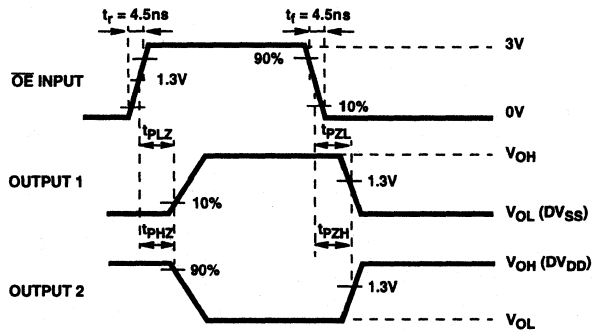 tr = 4.5ns
tf = 4.5ns
3V
90%
OE INPUT
1.3V
10%
0V
tPLZ
tPZL
VOH
OUTPUT 1
1.3V
10%
VOL (DVSS)
tPHZ
tPZH
VOH (DVDD)
90%
OUTPUT 2
1.3V
VOL